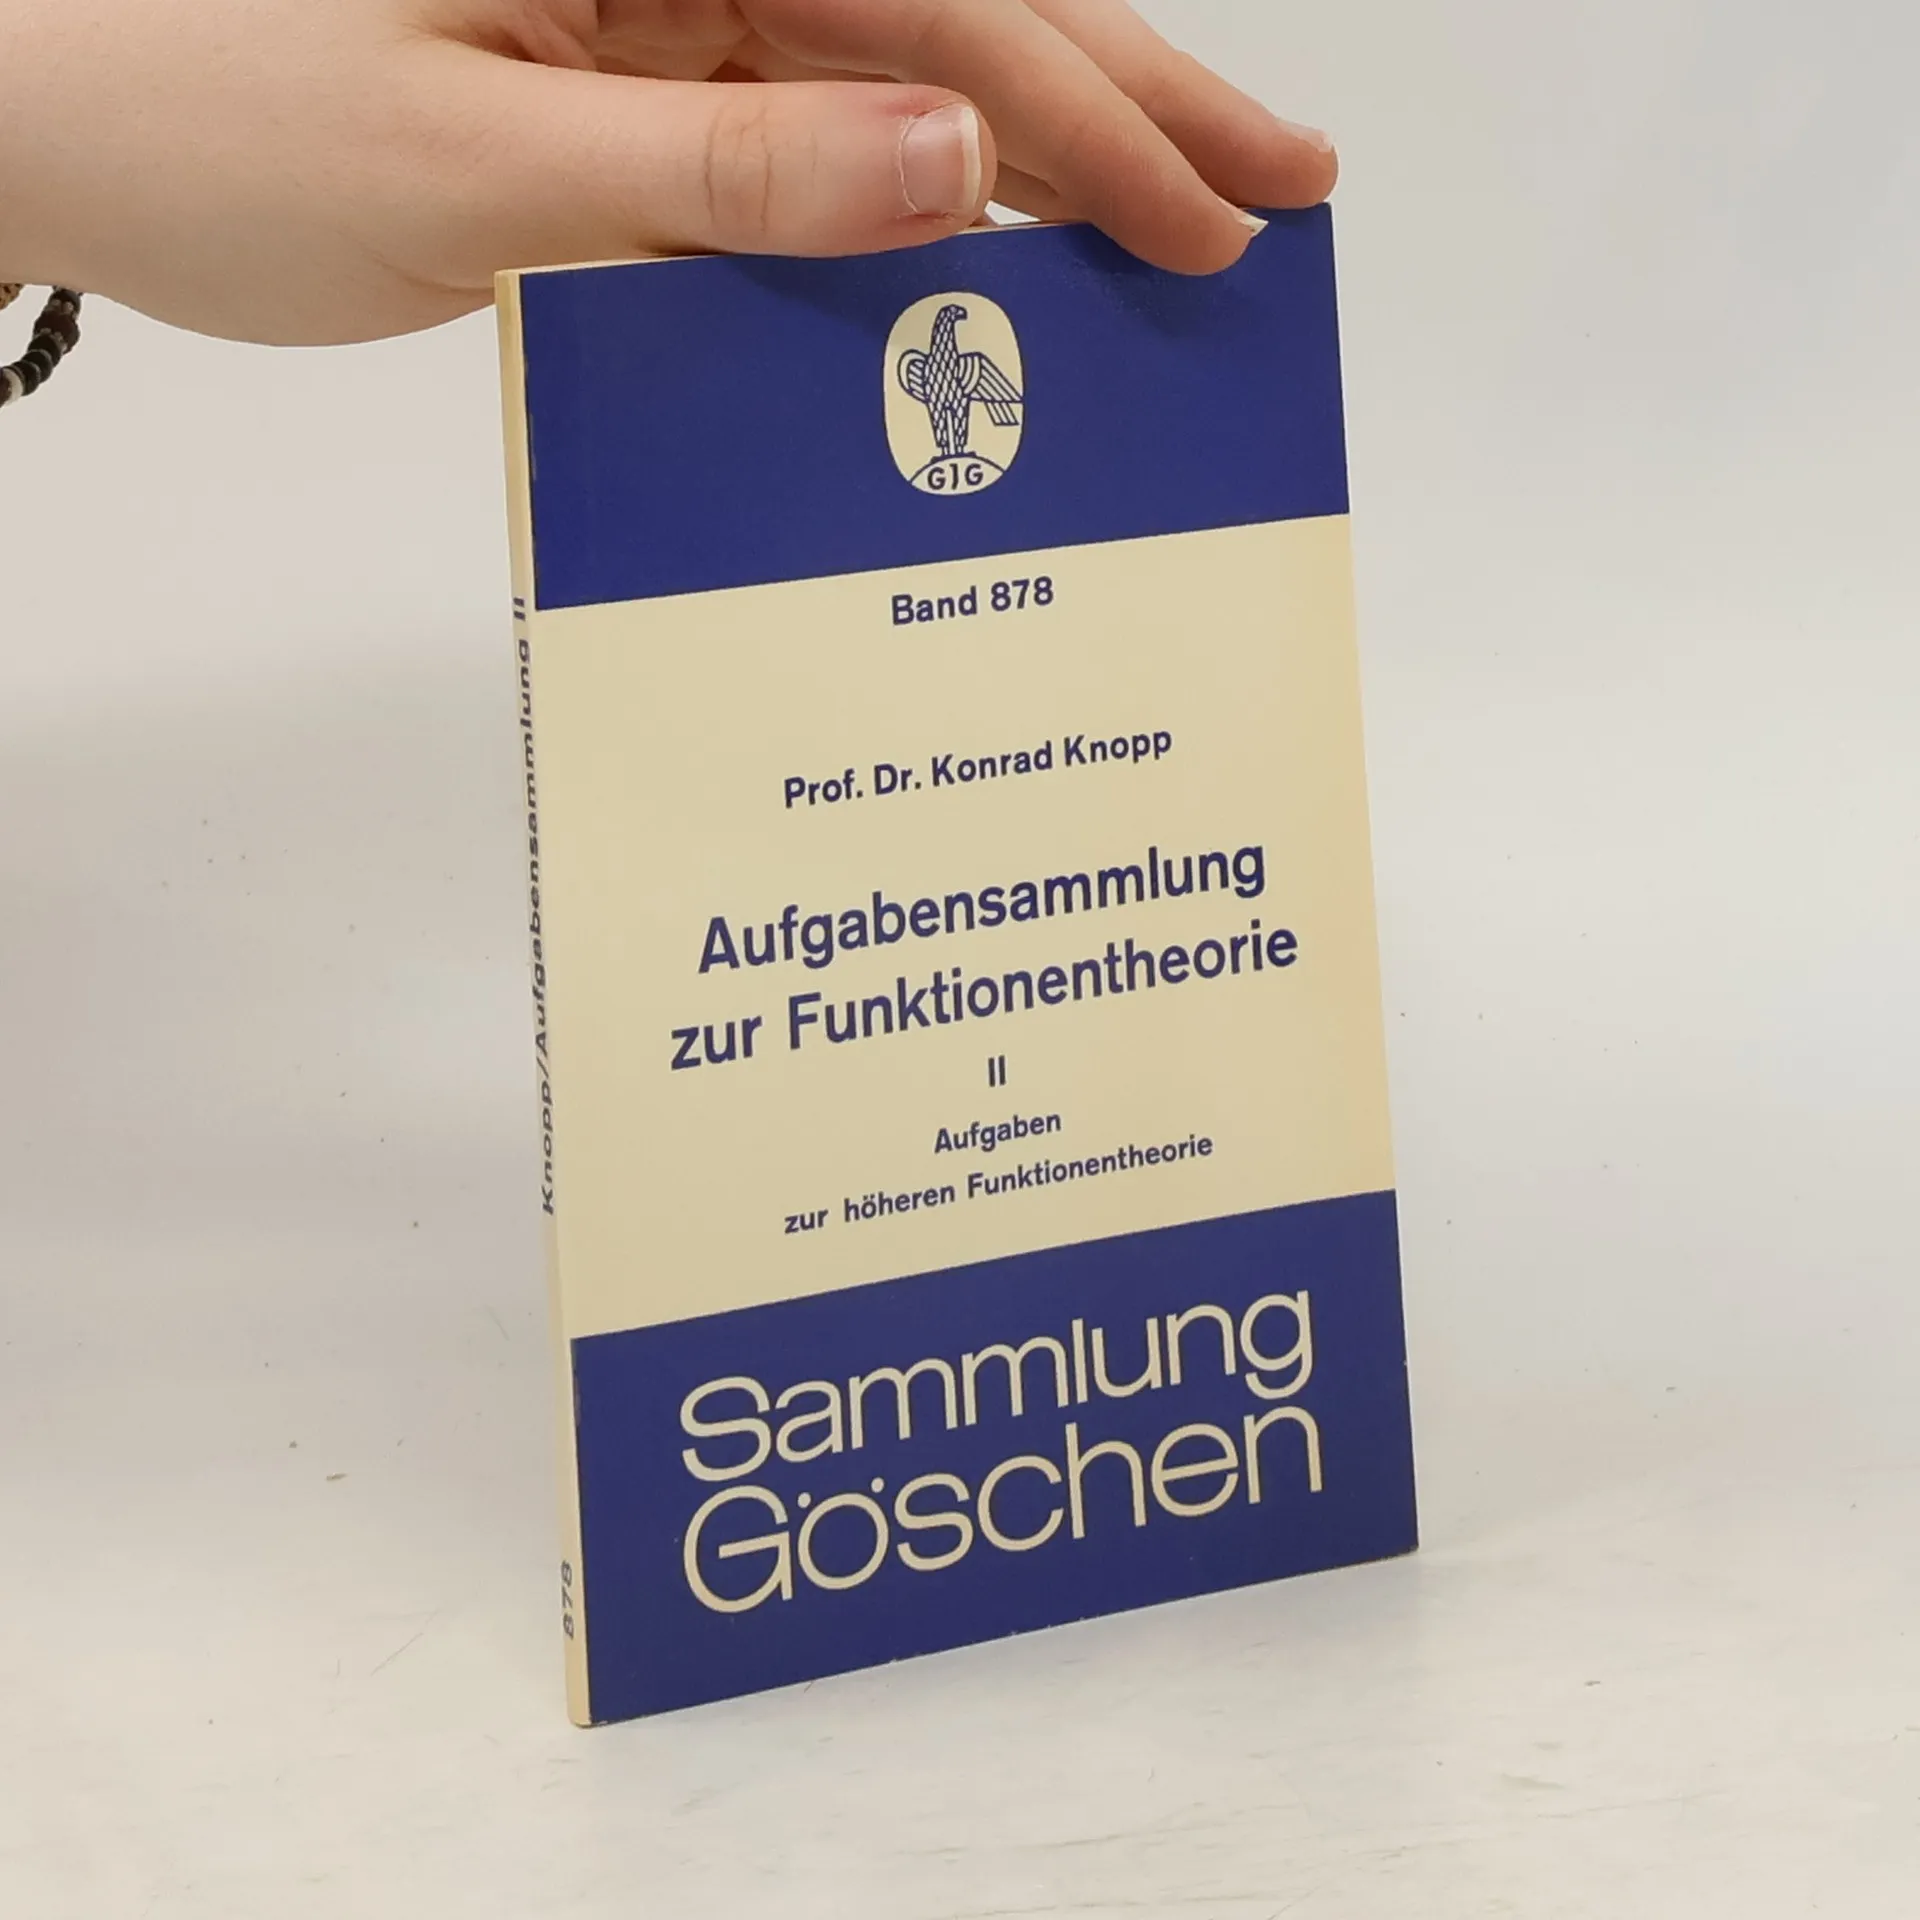 GJG
Band 878
Prof. Dr. Konrad Knopp
Aufgabensammlung
zur Funktionentheorie
II
Aufgaben
zur höheren Funktionentheorie
Sammlung
Göschen
Knopp/Aufgabensammlung II
878